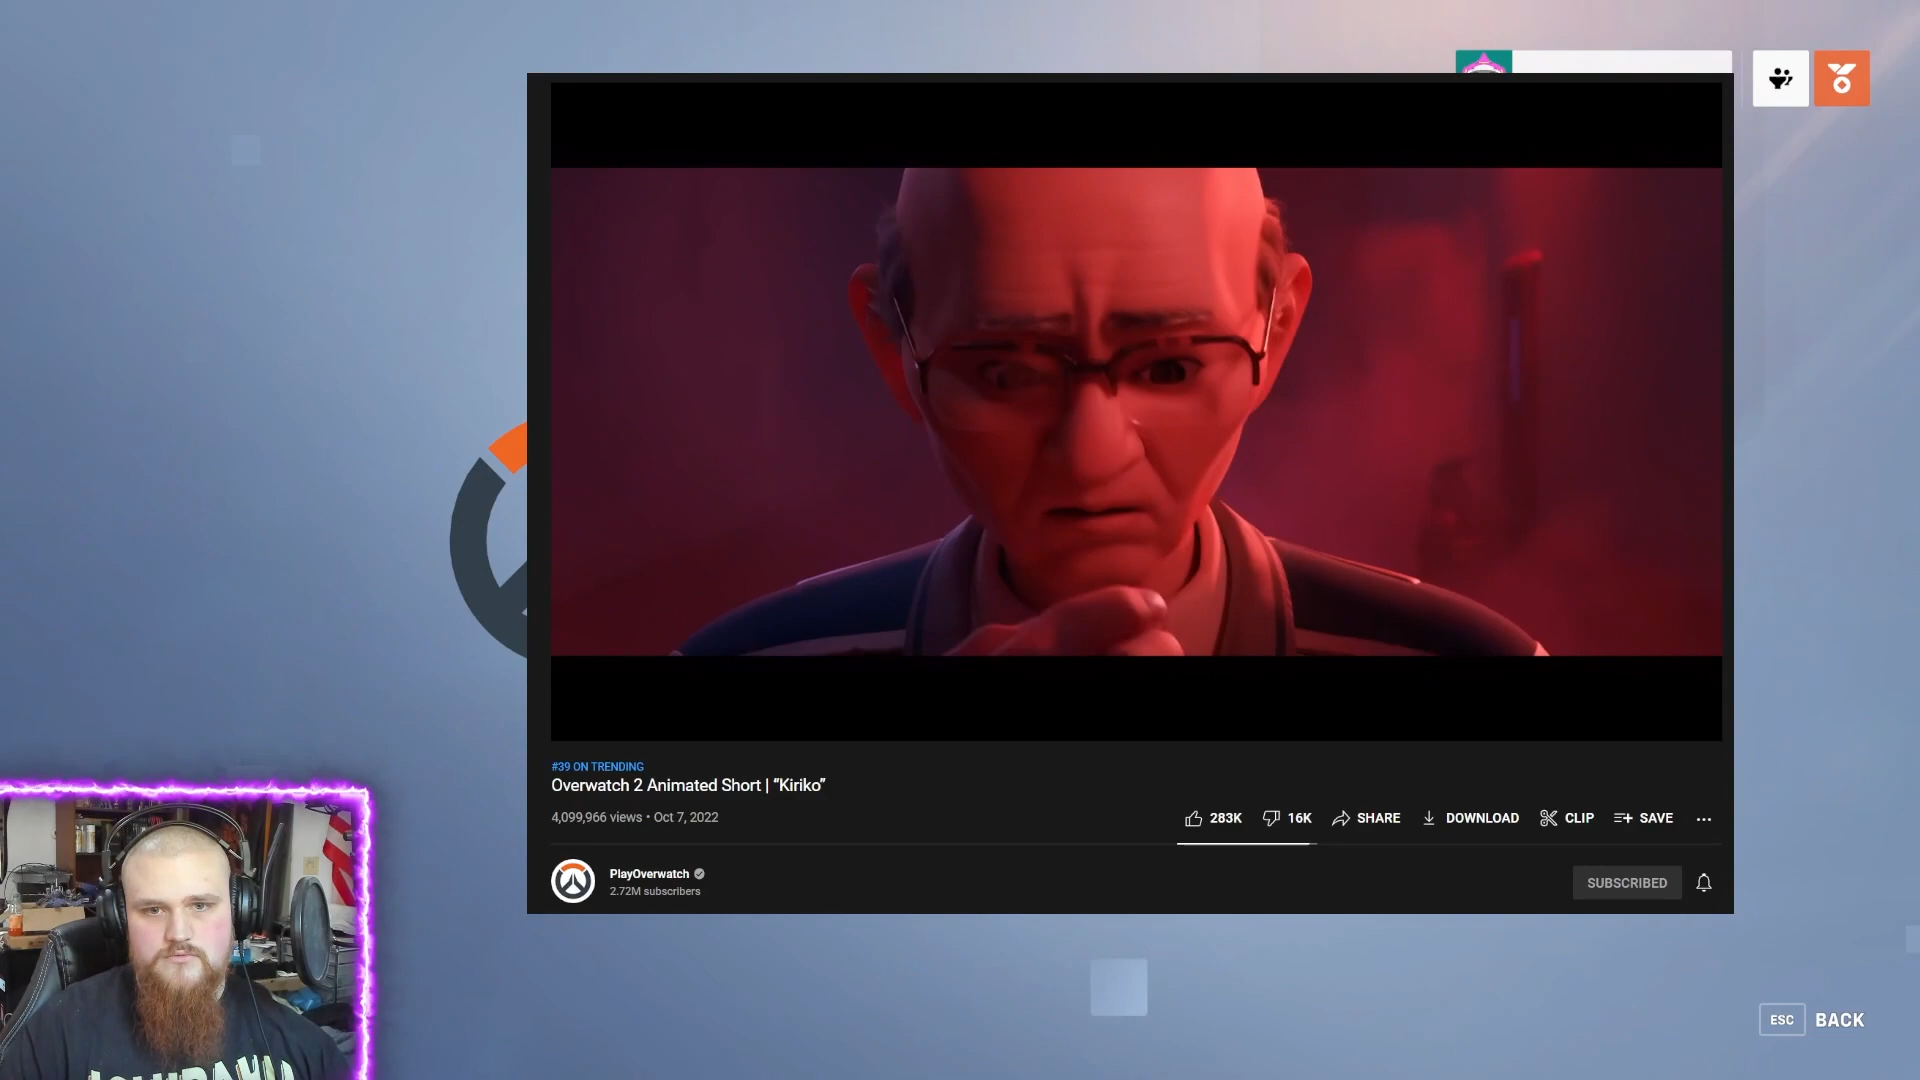 #39 ON TRENDING
Overwatch 2 Animated Short | “Kiriko”
4,099,966 views • Oct 7, 2022
283K 16K SHARE DOWNLOAD CLIP SAVE ...
PlayOverwatch
2.72M subscribers
SUBSCRIBED
ESC BACK